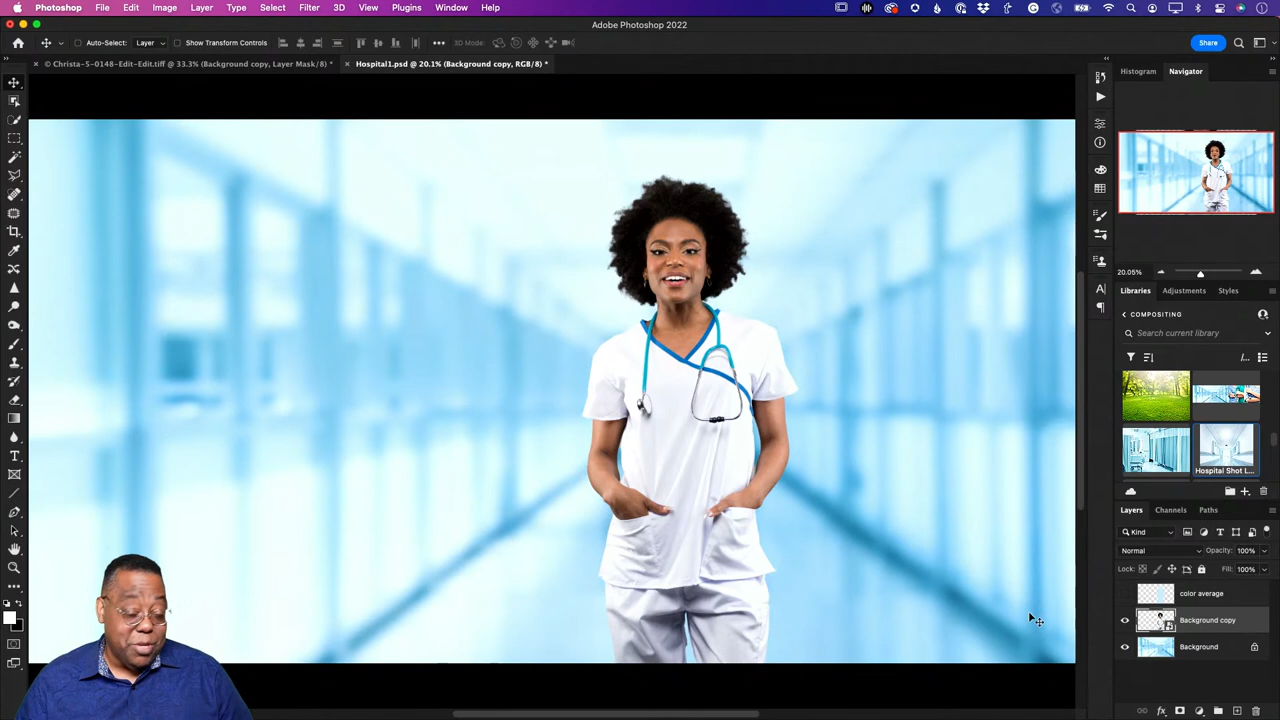 Photoshop File Edit Image Layer Type Select Filter 3D View Plugins Window Help
Adobe Photoshop 2022
Auto-Select: Layer Show Transform Controls 3D Mode: Share
© Christa-5-0148-Edit-Edit.tiff @ 33.3% (Background copy, Layer Mask/8) * Hospital1.psd @ 20.1% (Background copy, RGB/8) *
Histogram Navigator
20.05%
Libraries Adjustments Styles
COMPOSITING
Search current library
Hospital Shot L...
Layers Channels Paths
Kind
Normal Opacity: 100%
Lock: Fill: 100%
color average
Background copy
Background